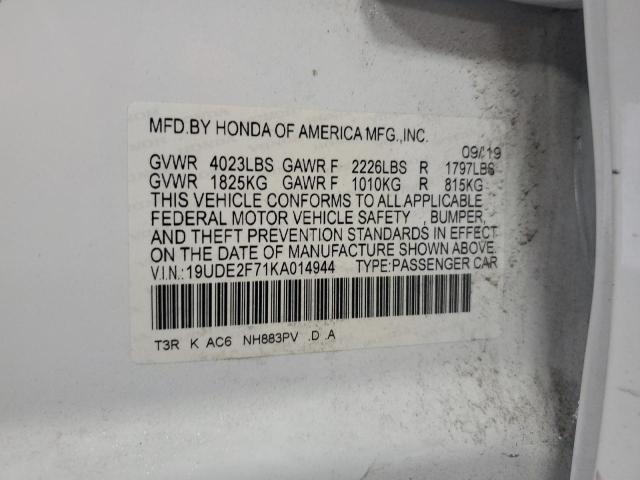 MFD.BY HONDA OF AMERICA MFG.,INC.
09/19
GVWR 4023LBS GAWR F 2226LBS R 1797LBS
GVWR 1825KG GAWR F 1010KG R 815KG
THIS VEHICLE CONFORMS TO ALL APPLICABLE
FEDERAL MOTOR VEHICLE SAFETY , BUMPER,
AND THEFT PREVENTION STANDARDS IN EFFECT
ON THE DATE OF MANUFACTURE SHOWN ABOVE.
V.I.N.:19UDE2F71KA014944 TYPE:PASSENGER CAR
T3R K AC6 NH883PV .D .A